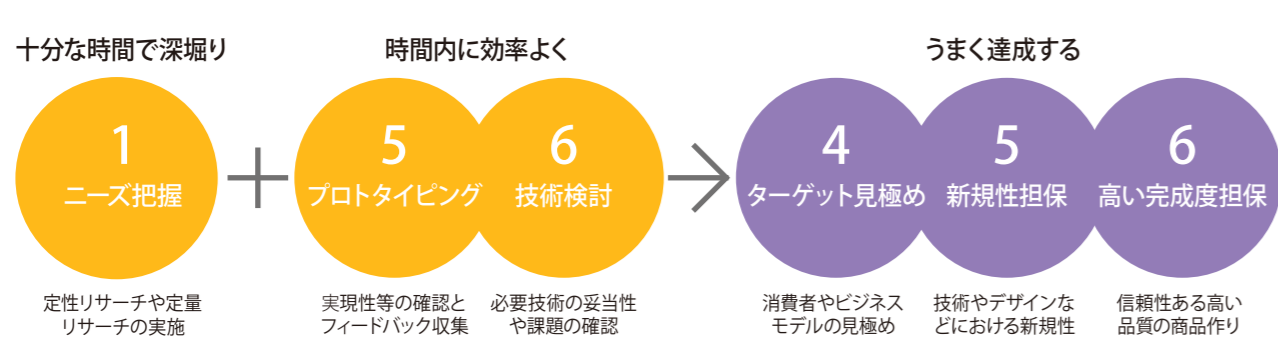 十分な時間で深堀り
時間内に効率よく
うまく達成する
1
ニーズ把握
5
プロトタイピング
6
技術検討
4
ターゲット見極め
5
新規性担保
6
高い完成度担保
定性リサーチや定量
リサーチの実施
実現性等の確認と
フィードバック収集
必要技術の妥当性
や課題の確認
消費者やビジネス
モデルの見極め
技術やデザインな
どにおける新規性
信頼性ある高い
品質の商品作り